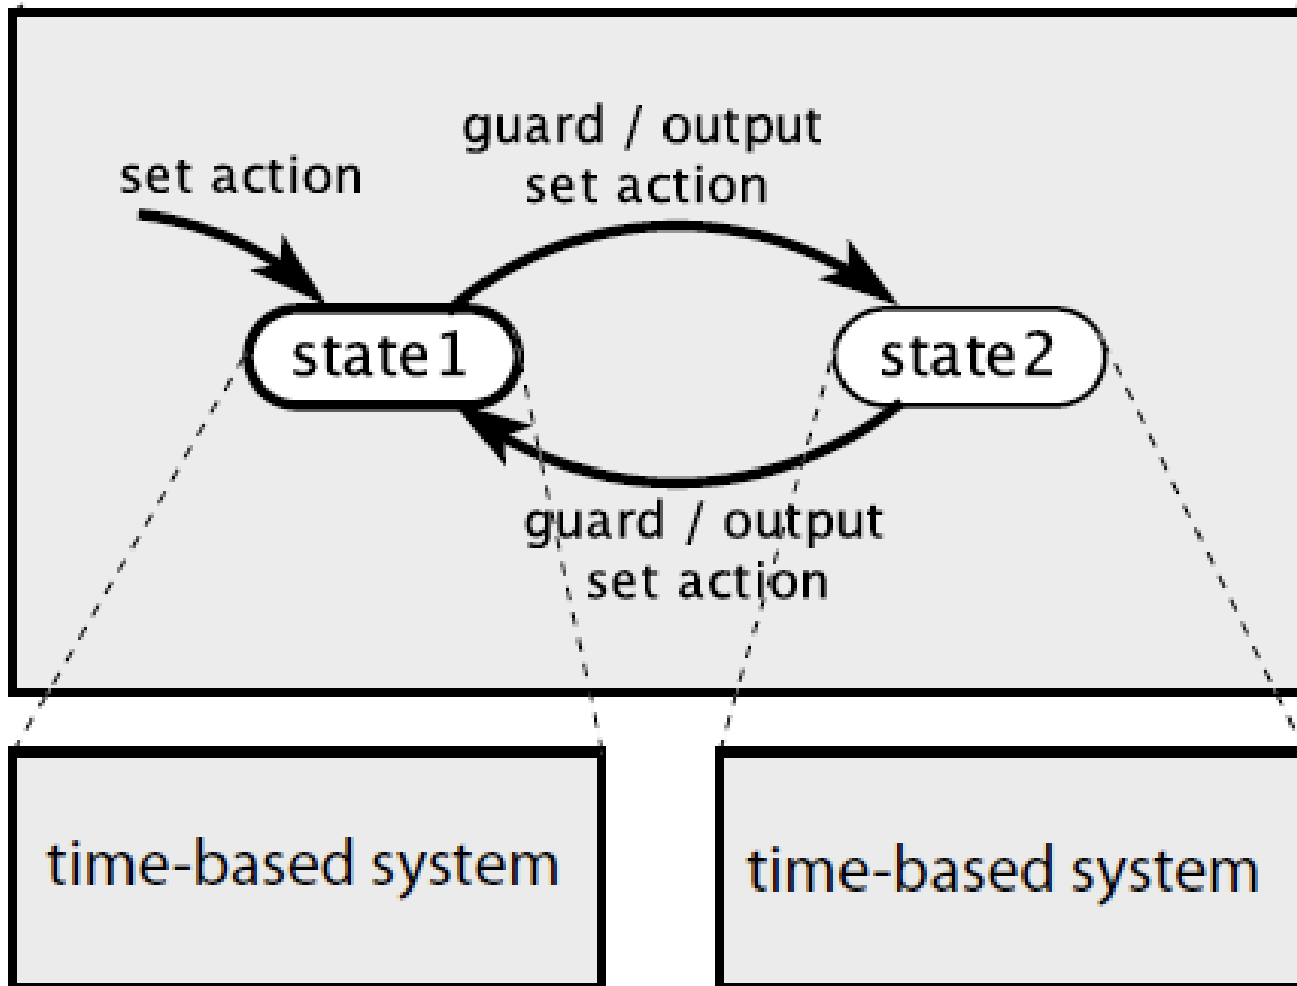 guard / output
set action
set action
state1
state2
guard / output
set action
time-based system
time-based system